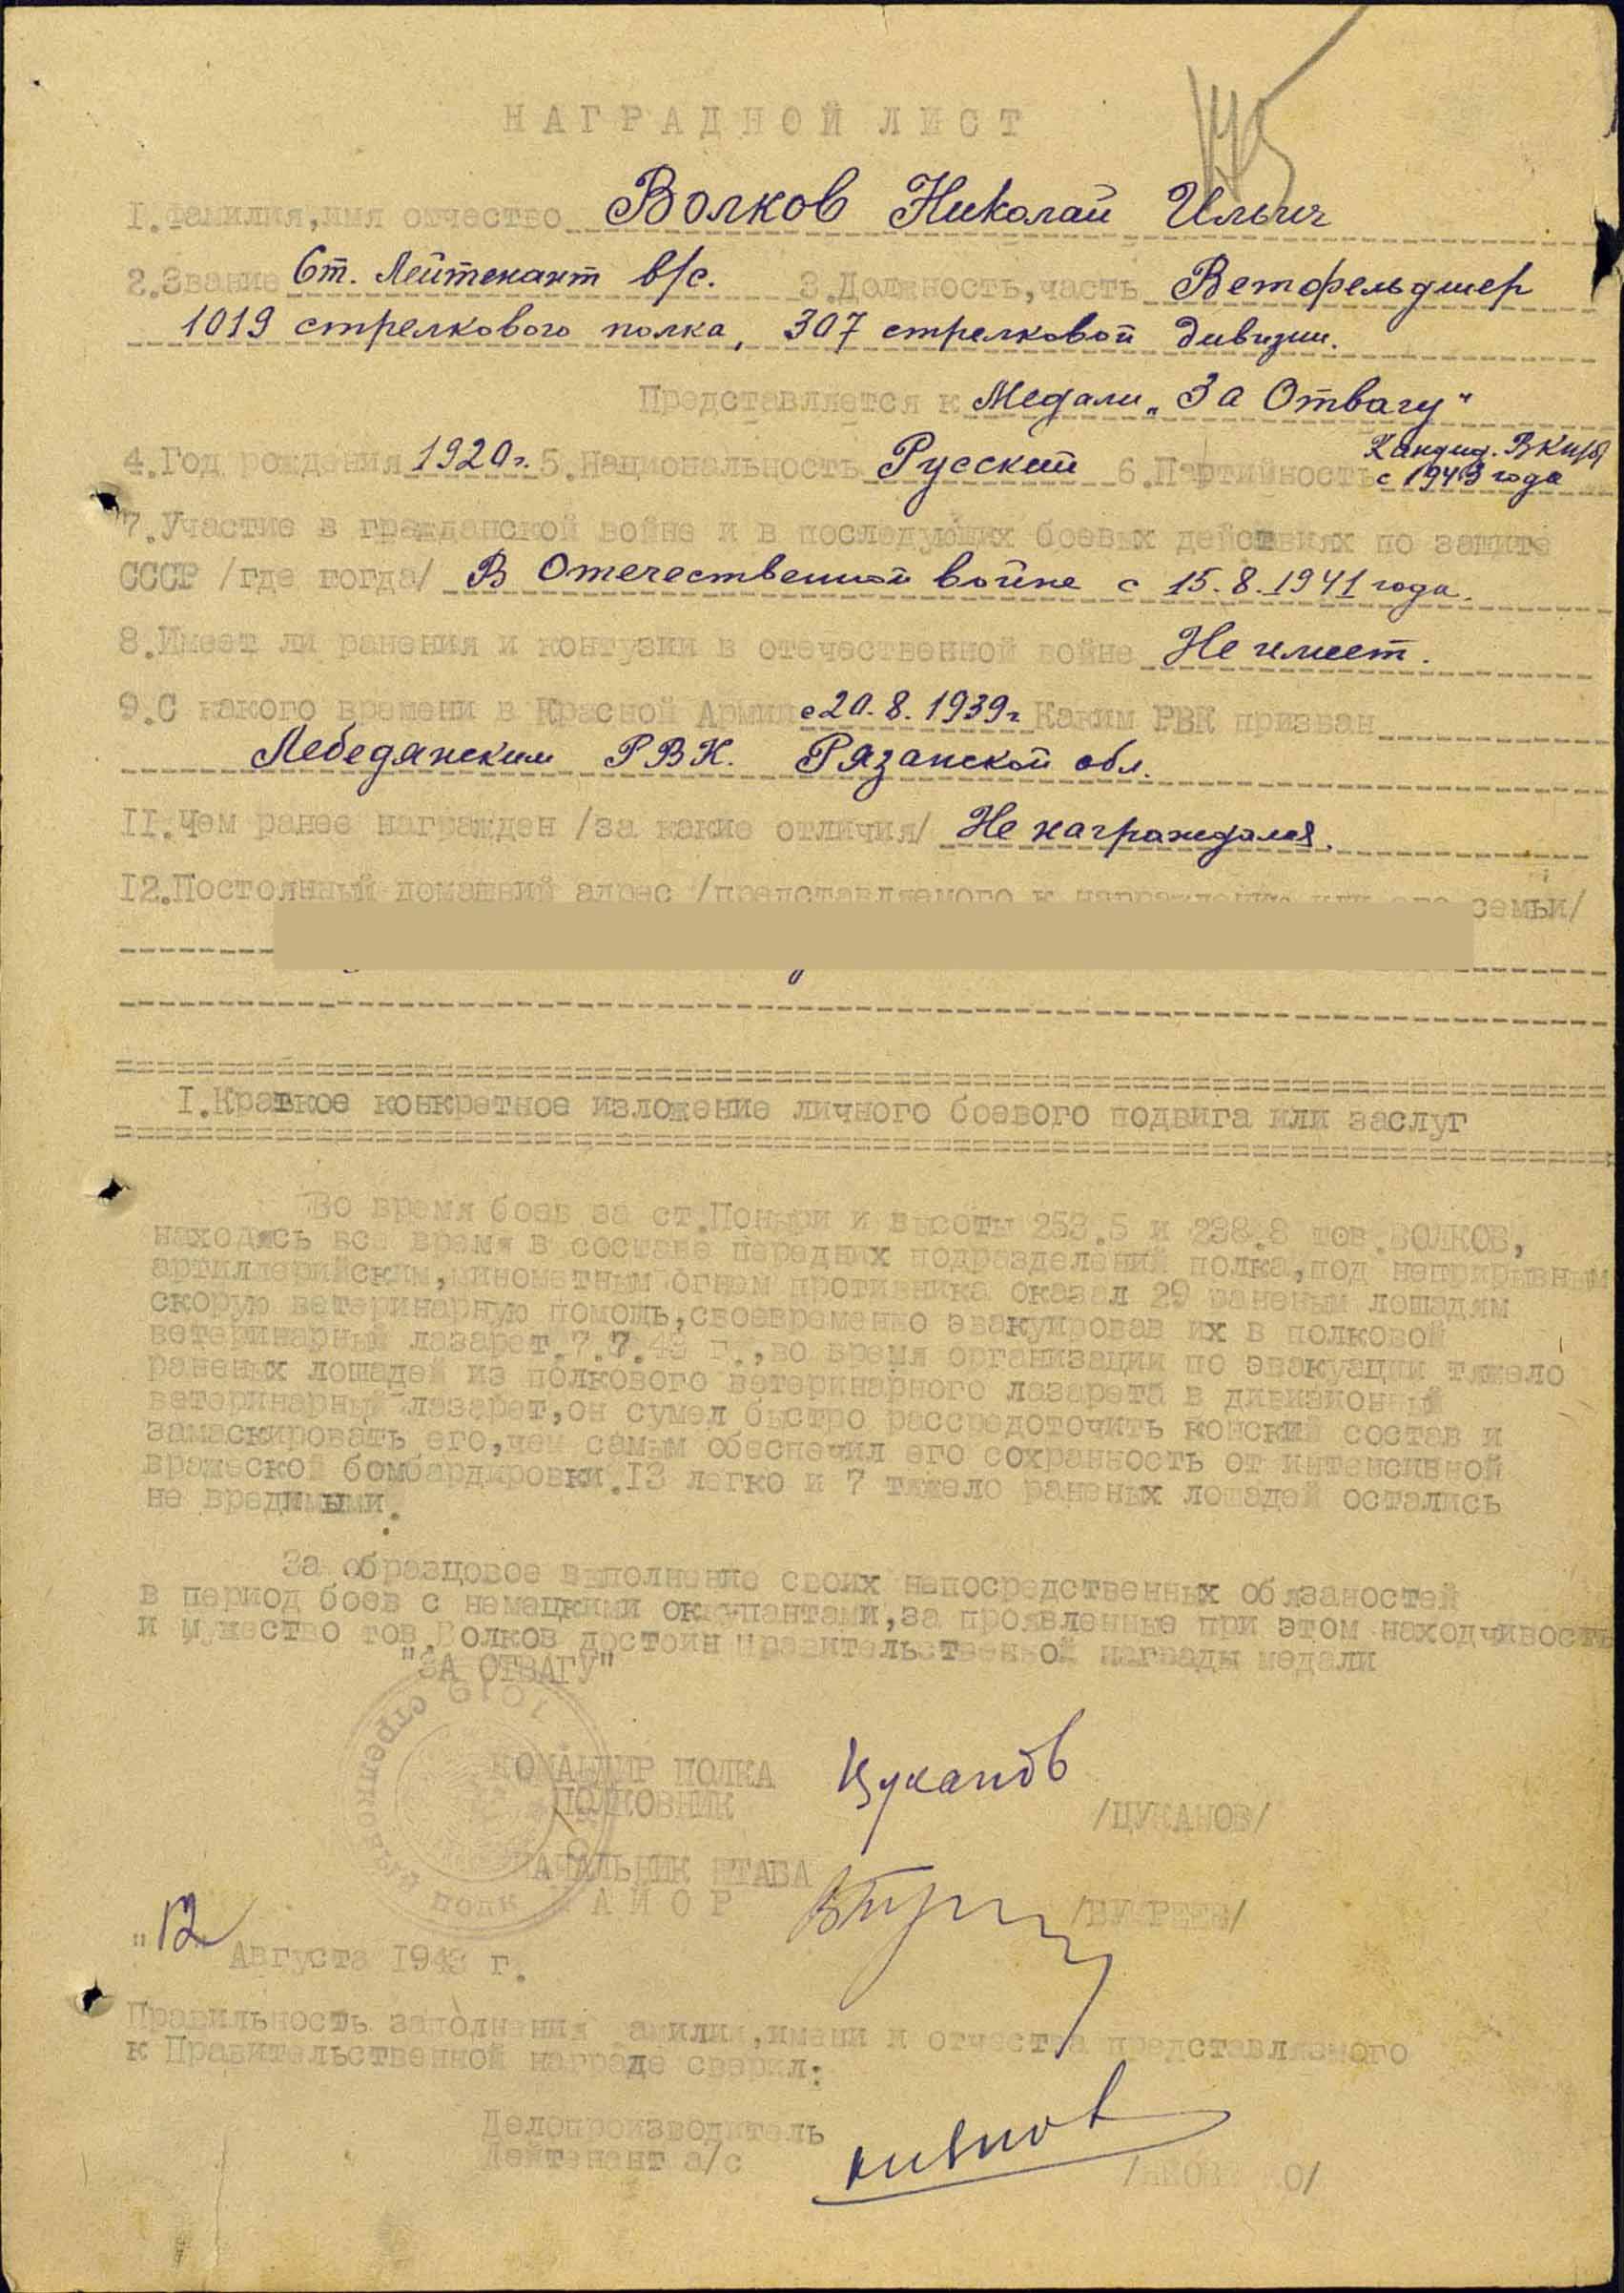 НАГРАДНОЙ ЛИСТ
1. Фамилия, имя отчество Волков Николай Ильич
2. Звание Ст. Лейтенант в/с. 3. Должность, часть Ветфельдшер
1019 стрелкового полка, 307 стрелковой дивизии.
Представляется к Медали „За Отвагу"
4. Год рождения 1920 г. 5. Национальность Русский 6. Партийность Кандид. ВКП/б/
с 1943 года
7. Участие в гражданской войне и в последующих боевых действиях по защите
СССР /где когда/ В Отечественной войне с 15.8.1941 года.
8. Имеет ли ранения и контузии в отечественной войне Не имеет.
9. С какого времени в Красной Армии с 20.8.1939 г. Каким РВК призван
Лебедянским РВК. Рязанской обл.
II. Чем ранее награжден /за какие отличия/ Не награждался.
12. Постоянный домашний адрес /представляемого к награждению или его семьи/
I. Краткое конкретное изложение личного боевого подвига или заслуг
Во время боев за ст. Поныри и высоты 253.5 и 238.8 тов. ВОЛКОВ,
находясь все время в составе передних подразделений полка, под неприрывным
артиллерийским, минометным огнем противника оказал 29 раненым лошадям
скорую ветеринарную помощь, своевременно эвакуировав их в полковой
ветеринарный лазарет. 7.7.43 г., во время организации по эвакуации тяжело
раненых лошадей из полкового ветеринарного лазарета в дивизионный
ветеринарный лазарет, он сумел быстро рассредоточить конский состав и
замаскировать его, чем самым обеспечил его сохранность от интенсивной
вражеской бомбардировки. 13 легко и 7 тяжело раненых лошадей остались
не вредимыми.
За образцовое выполнение своих непосредственных обязаностей
в период боев с немецкими оккупантами, за проявленные при этом находчивость
и мужество тов. Волков достоин правительственной награды медали
"ЗА ОТВАГУ"
1019 стрелковый полк
КОМАНДИР ПОЛКА
ПОЛКОВНИК Цуканов /ЦУКАНОВ/
НАЧАЛЬНИК ШТАБА
МАЙОР
"12" Августа 1943 г.
Правильность заполнения фамилии, имени и отчества представляемого
к Правительственной награде сверил:
Делопроизводитель
Лейтенант а/с